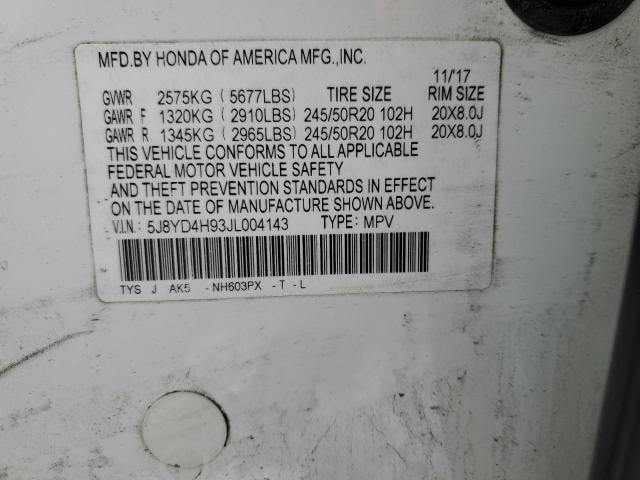 MFD.BY HONDA OF AMERICA MFG.,INC.
11/17
GVWR 2575KG (5677LBS) TIRE SIZE RIM SIZE
GAWR F 1320KG (2910LBS) 245/50R20 102H 20X8.0J
GAWR R 1345KG (2965LBS) 245/50R20 102H 20X8.0J
THIS VEHICLE CONFORMS TO ALL APPLICABLE
FEDERAL MOTOR VEHICLE SAFETY
AND THEFT PREVENTION STANDARDS IN EFFECT
ON THE DATE OF MANUFACTURE SHOWN ABOVE.
V.I.N.: 5J8YD4H93JL004143 TYPE: MPV
TYS J AK5 -NH603PX -T -L